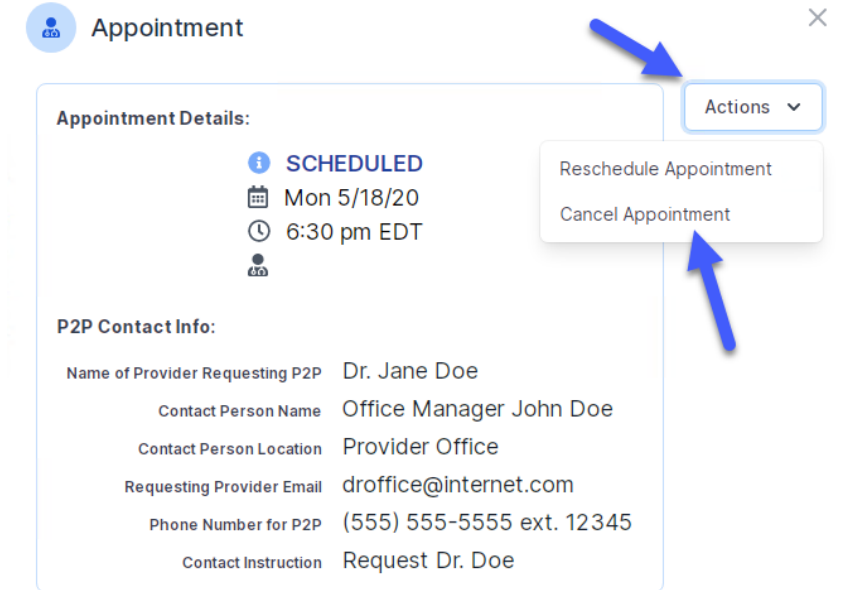 Appointment
Actions
Appointment Details:
SCHEDULED
Reschedule Appointment
Mon 5/18/20
Cancel Appointment
6:30 pm EDT
P2P Contact Info:
Name of Provider Requesting P2P Dr. Jane Doe
Contact Person Name Office Manager John Doe
Contact Person Location Provider Office
Requesting Provider Email droffice@internet.com
Phone Number for P2P (555) 555-5555 ext. 12345
Contact Instruction Request Dr. Doe